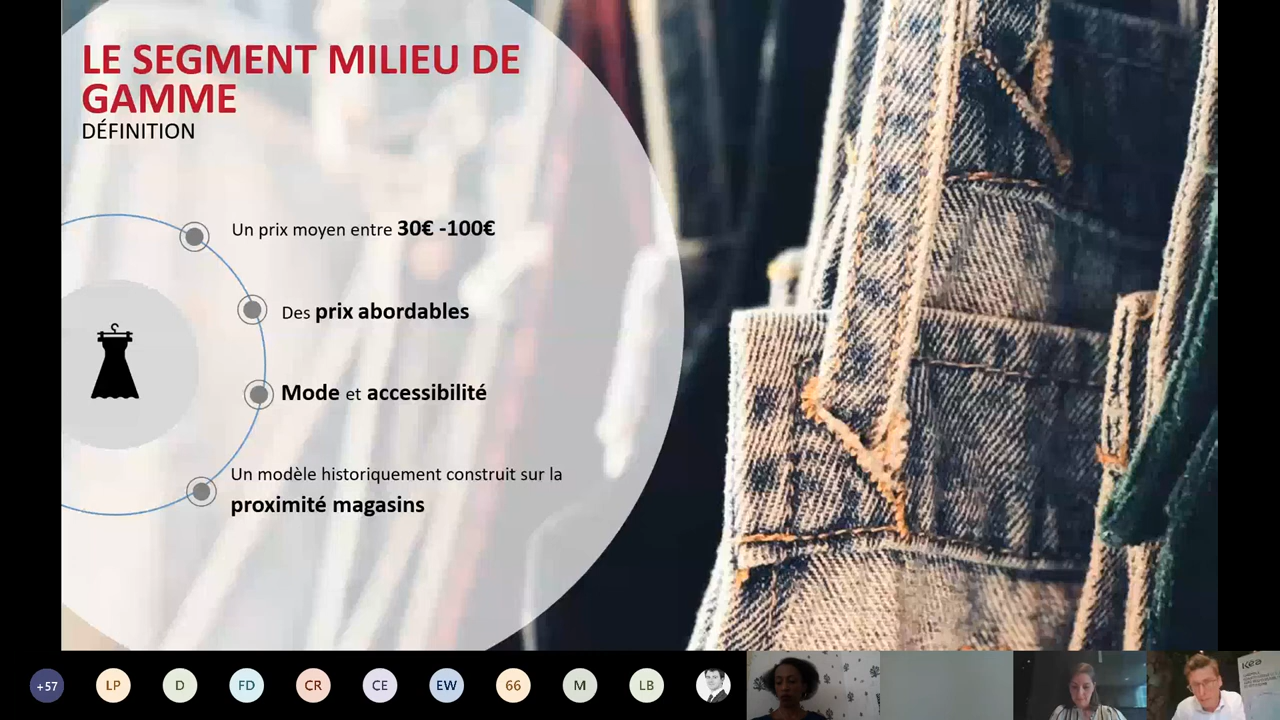 LE SEGMENT MILIEU DE
GAMME
DÉFINITION
Un prix moyen entre 30€ -100€
Des prix abordables
Mode et accessibilité
Un modèle historiquement construit sur la
proximité magasins
+57
LP
D
FD
CR
CE
EW
66
M
LB
Kéa